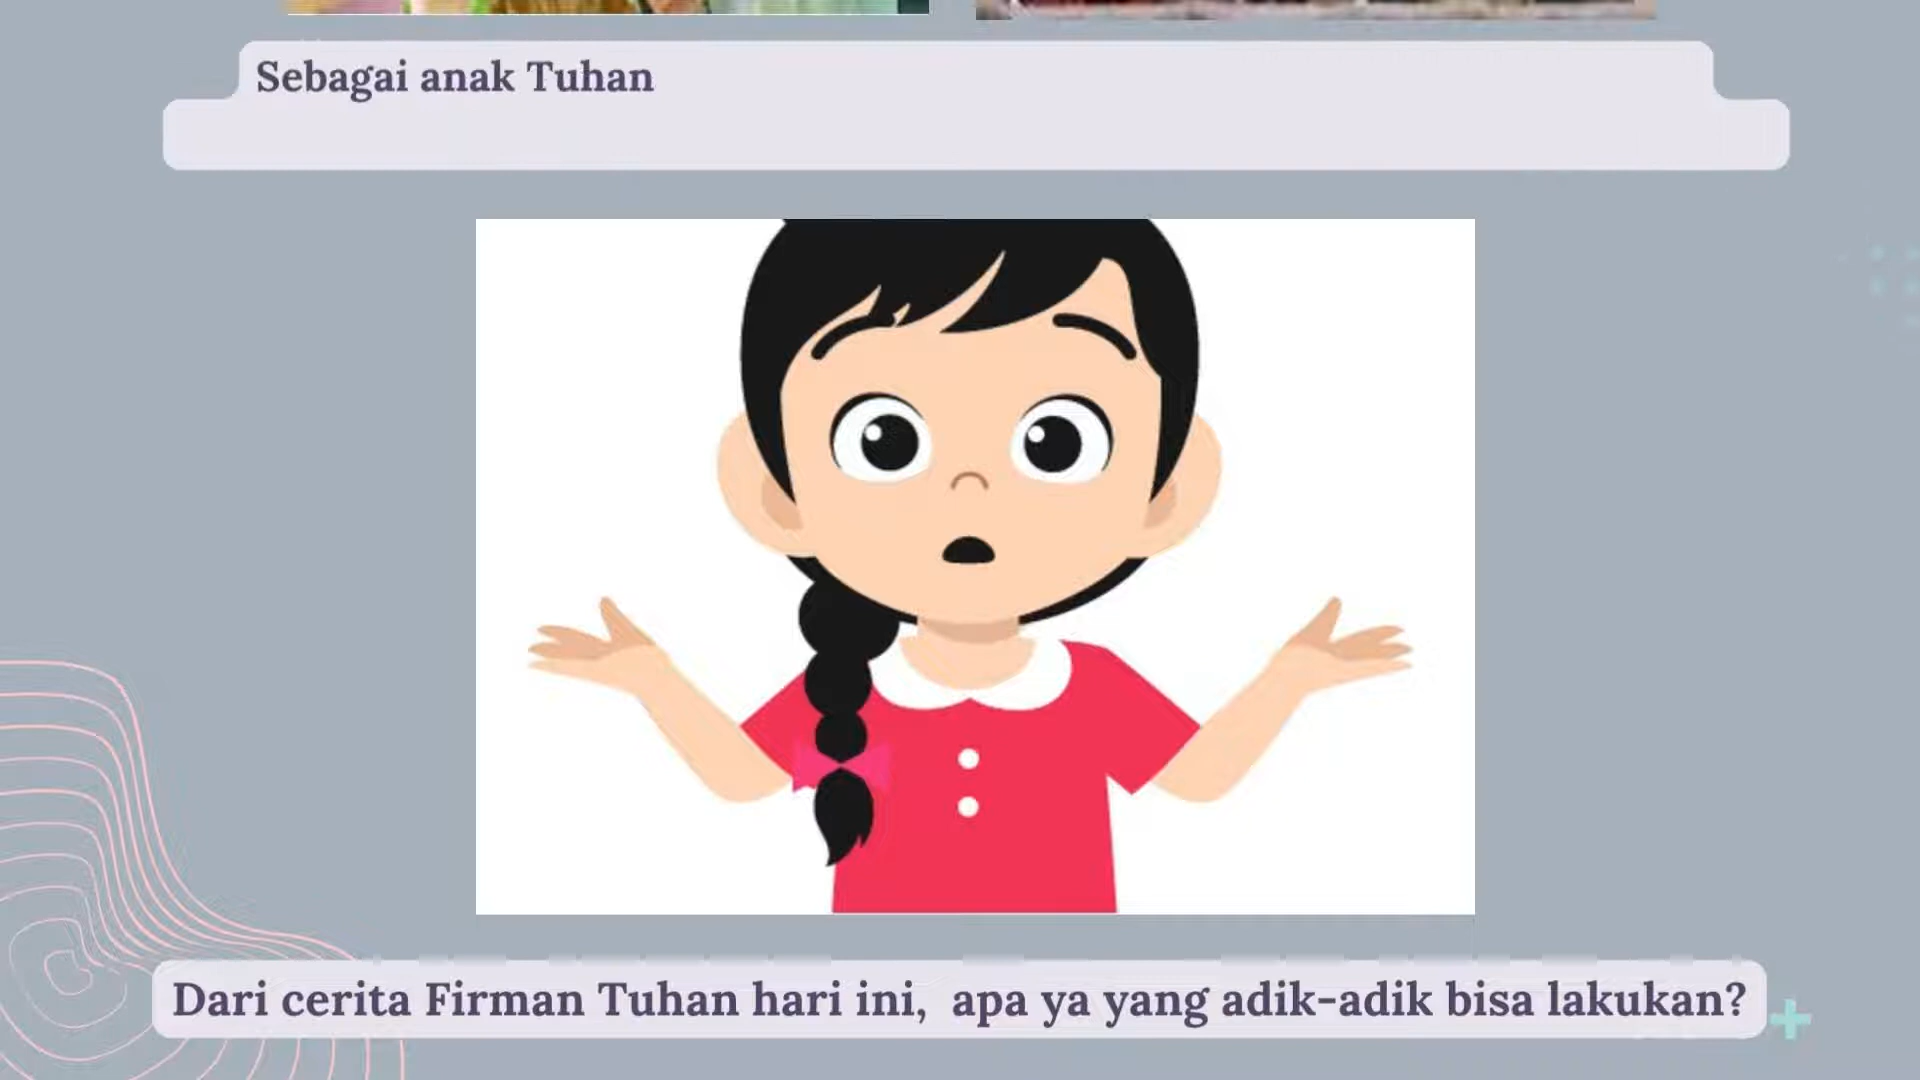 Sebagai anak Tuhan
Dari cerita Firman Tuhan hari ini, apa ya yang adik-adik bisa lakukan?